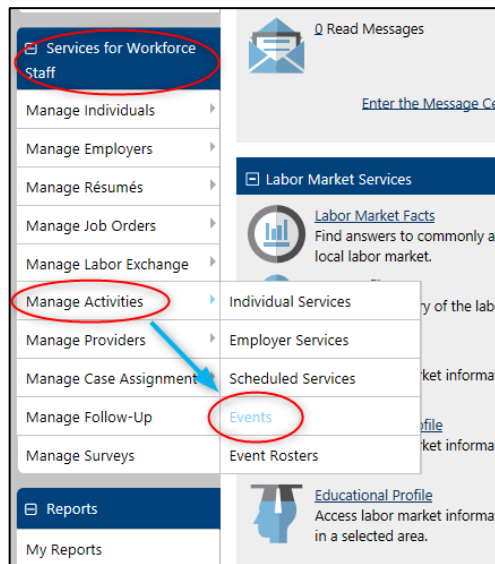 Services for Workforce
Staff
Manage Individuals
Manage Employers
Manage Résumés
Manage Job Orders
Manage Labor Exchange
Manage Activities
Manage Providers
Manage Case Assignment
Manage Follow-Up
Manage Surveys
Reports
My Reports
Individual Services
Employer Services
Scheduled Services
Events
Event Rosters
0 Read Messages
Enter the Message Ce
Labor Market Services
Labor Market Facts
Find answers to commonly a
local labor market.
y of the lab
ket informa
ofile
ket informa
Educational Profile
Access labor market informa
in a selected area.